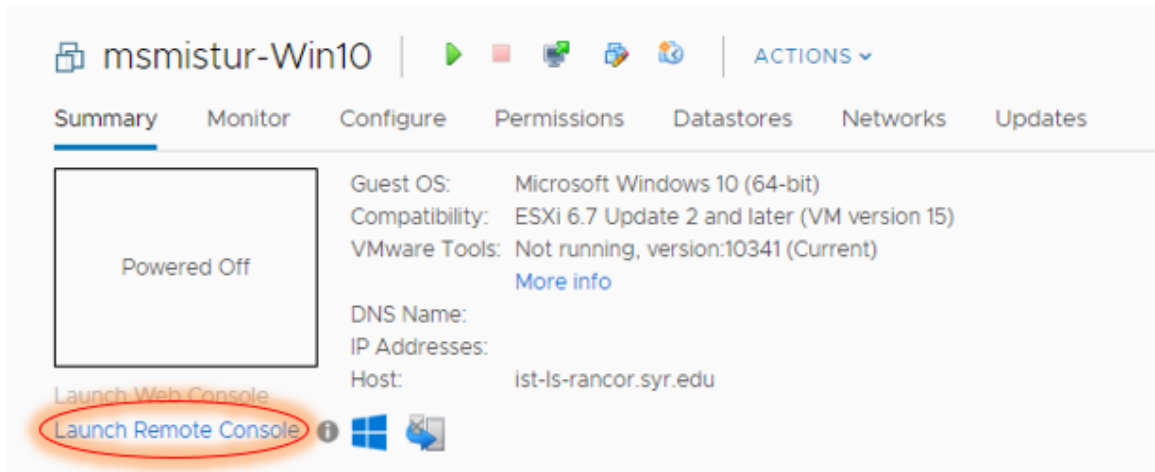 msmistur-Win10 ACTIONS
Summary Monitor Configure Permissions Datastores Networks Updates
Powered Off
Guest OS: Microsoft Windows 10 (64-bit)
Compatibility: ESXi 6.7 Update 2 and later (VM version 15)
VMware Tools: Not running, version:10341 (Current)
More info
DNS Name:
IP Addresses:
Host: ist-ls-rancor.syr.edu
Launch Web Console
Launch Remote Console